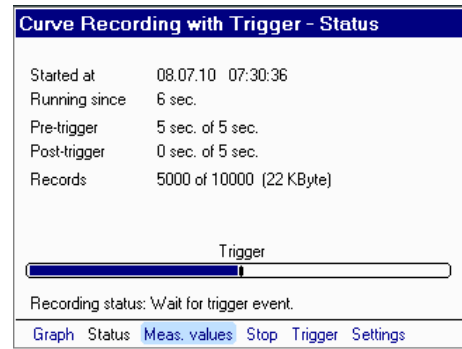 Curve Recording with Trigger - Status
Started at 08.07.10 07:30:36
Running since 6 sec.
Pre-trigger 5 sec. of 5 sec.
Post-trigger 0 sec. of 5 sec.
Records 5000 of 10000 (22 KByte)
Trigger
Recording status: Wait for trigger event.
Graph Status Meas. values Stop Trigger Settings